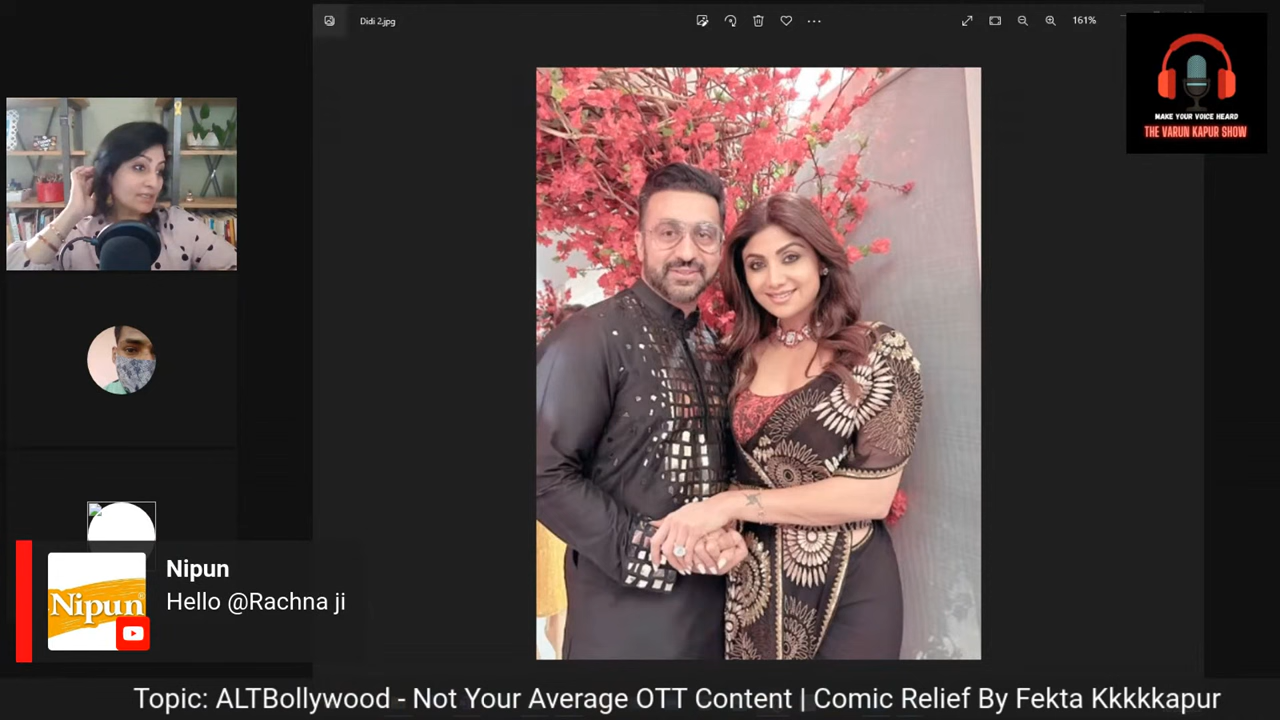 Didi 2.jpg
161%
MAKE YOUR VOICE HEARD
THE VARUN KAPUR SHOW
Nipun
Nipun
Hello @Rachna ji
Topic: ALTBollywood - Not Your Average OTT Content | Comic Relief By Fekta Kkkkkapur